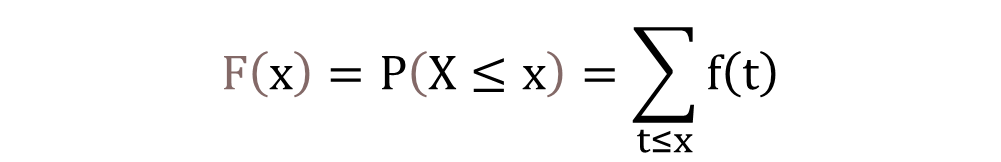 F(x) = P(X ≤ x) = ∑ f(t)
t≤x